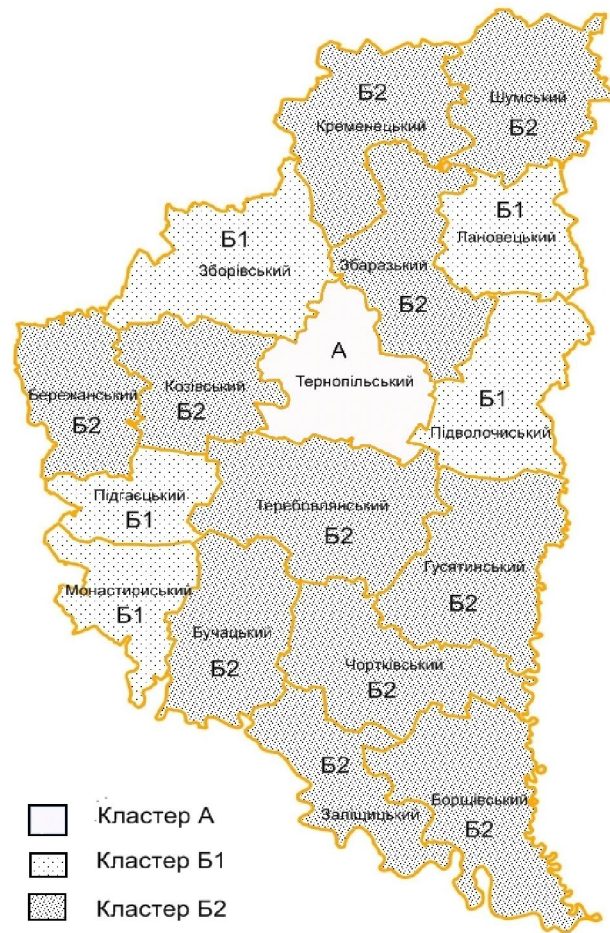 Б2
Кременецький
Шумський
Б2
Б1
Лановецький
Б1
Зборівський
Збаразький
Б2
А
Тернопільський
Бережанський
Б2
Козівський
Б2
Б1
Підволочиський
Підгаєцький
Б1
Теребовлянський
Б2
Гусятинський
Б2
Монастириський
Б1
Бучацький
Б2
Чортківський
Б2
Б2
Заліщицький
Борщівський
Б2
Кластер А
Кластер Б1
Кластер Б2